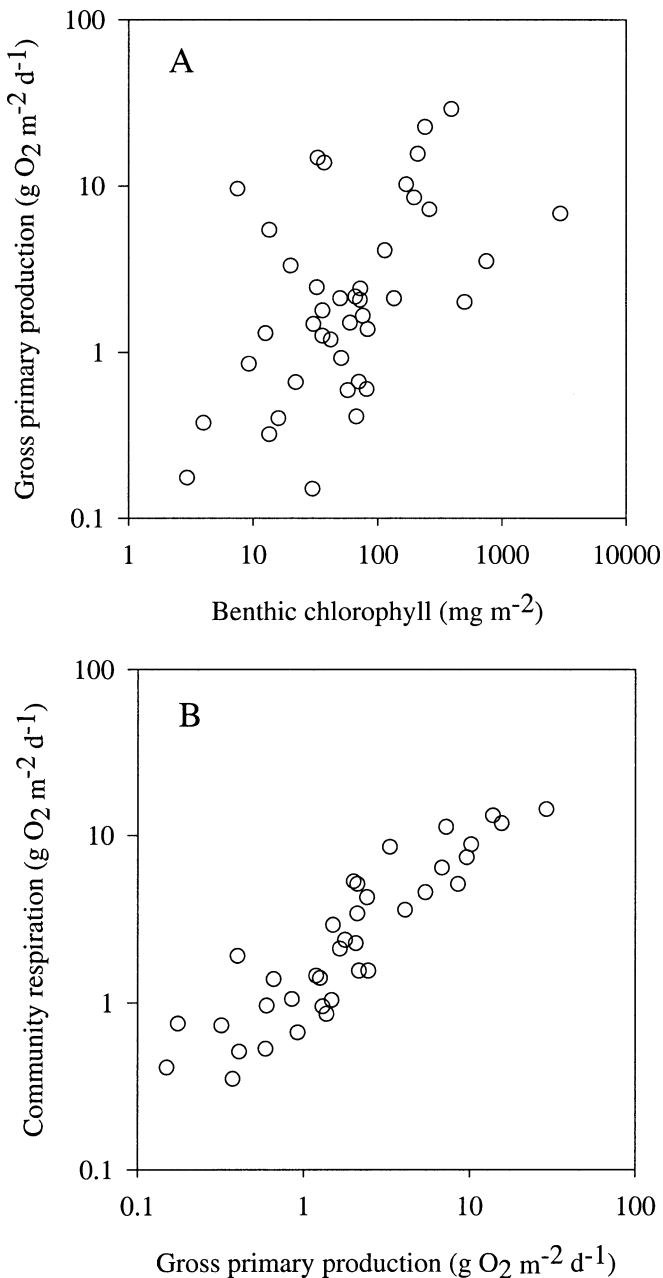 A
100
10
1
0.1
Gross primary production (g O2 m-2 d-1)
1 10 100 1000 10000
Benthic chlorophyll (mg m-2)
B
100
10
1
0.1
Community respiration (g O2 m-2 d-1)
0.1 1 10 100
Gross primary production (g O2 m-2 d-1)